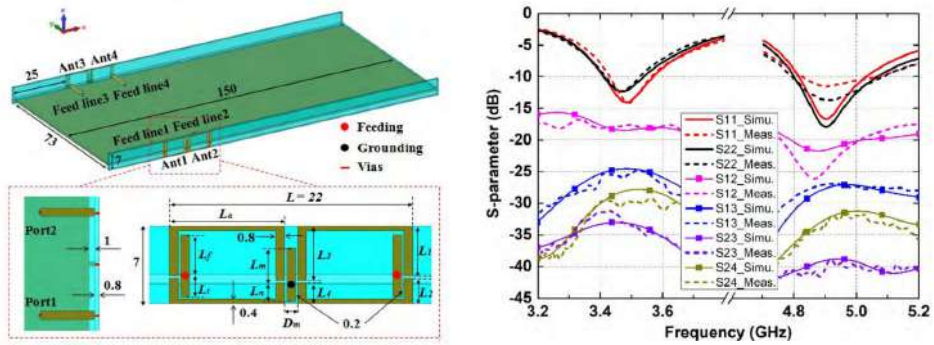 Ant3 Ant4
25
Feed line3 Feed line4
150
73
Feed line1 Feed line2
7
Ant1 Ant2
Feeding
Grounding
Vias
Port2
1
0.8
Port1
L = 22
La
0.8
7
Lf
Lm
L3
L1
Ln
L4
L2
0.4
Dm
0.2
S-parameter (dB)
0
-5
-10
-15
-20
-25
-30
-35
-40
-45
S11_Simu.
S11_Meas.
S22_Simu.
S22_Meas.
S12_Simu.
S12_Meas.
S13_Simu.
S13_Meas.
S23_Simu.
S23_Meas.
S24_Simu.
S24_Meas.
3.2 3.4 3.6 4.8 5.0 5.2
Frequency (GHz)